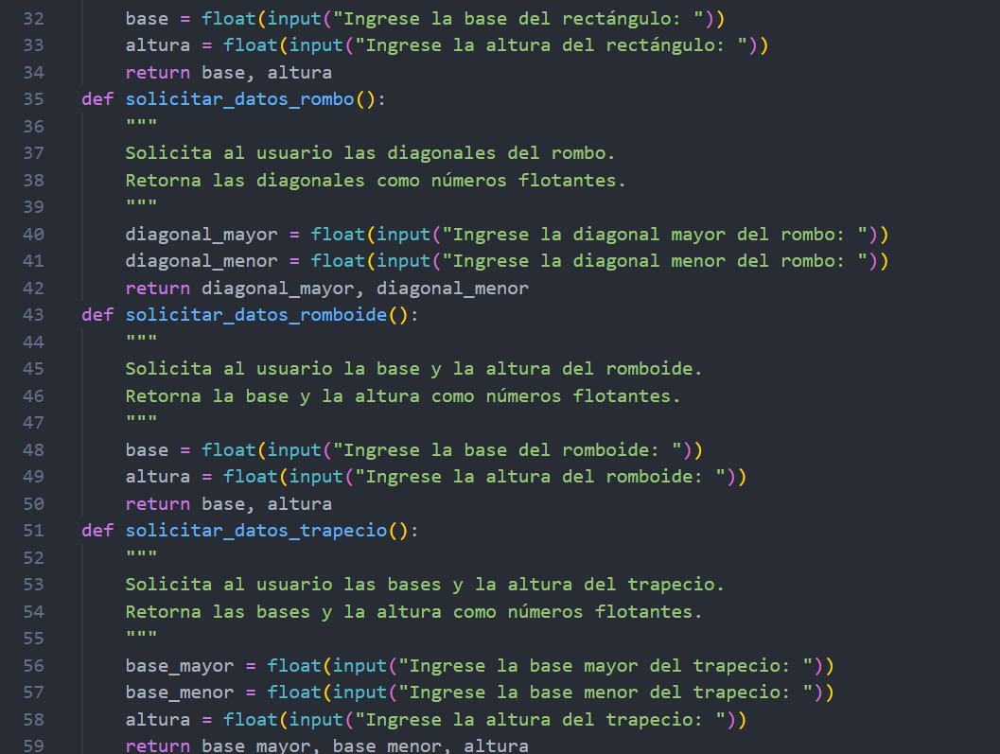 32 base = float(input("Ingrese la base del rectángulo: "))
33 altura = float(input("Ingrese la altura del rectángulo: "))
34 return base, altura
35 def solicitar_datos_rombo():
36 """
37 Solicita al usuario las diagonales del rombo.
38 Retorna las diagonales como números flotantes.
39 """
40 diagonal_mayor = float(input("Ingrese la diagonal mayor del rombo: "))
41 diagonal_menor = float(input("Ingrese la diagonal menor del rombo: "))
42 return diagonal_mayor, diagonal_menor
43 def solicitar_datos_romboide():
44 """
45 Solicita al usuario la base y la altura del romboide.
46 Retorna la base y la altura como números flotantes.
47 """
48 base = float(input("Ingrese la base del romboide: "))
49 altura = float(input("Ingrese la altura del romboide: "))
50 return base, altura
51 def solicitar_datos_trapecio():
52 """
53 Solicita al usuario las bases y la altura del trapecio.
54 Retorna las bases y la altura como números flotantes.
55 """
56 base_mayor = float(input("Ingrese la base mayor del trapecio: "))
57 base_menor = float(input("Ingrese la base menor del trapecio: "))
58 altura = float(input("Ingrese la altura del trapecio: "))
59 return base_mayor, base_menor, altura